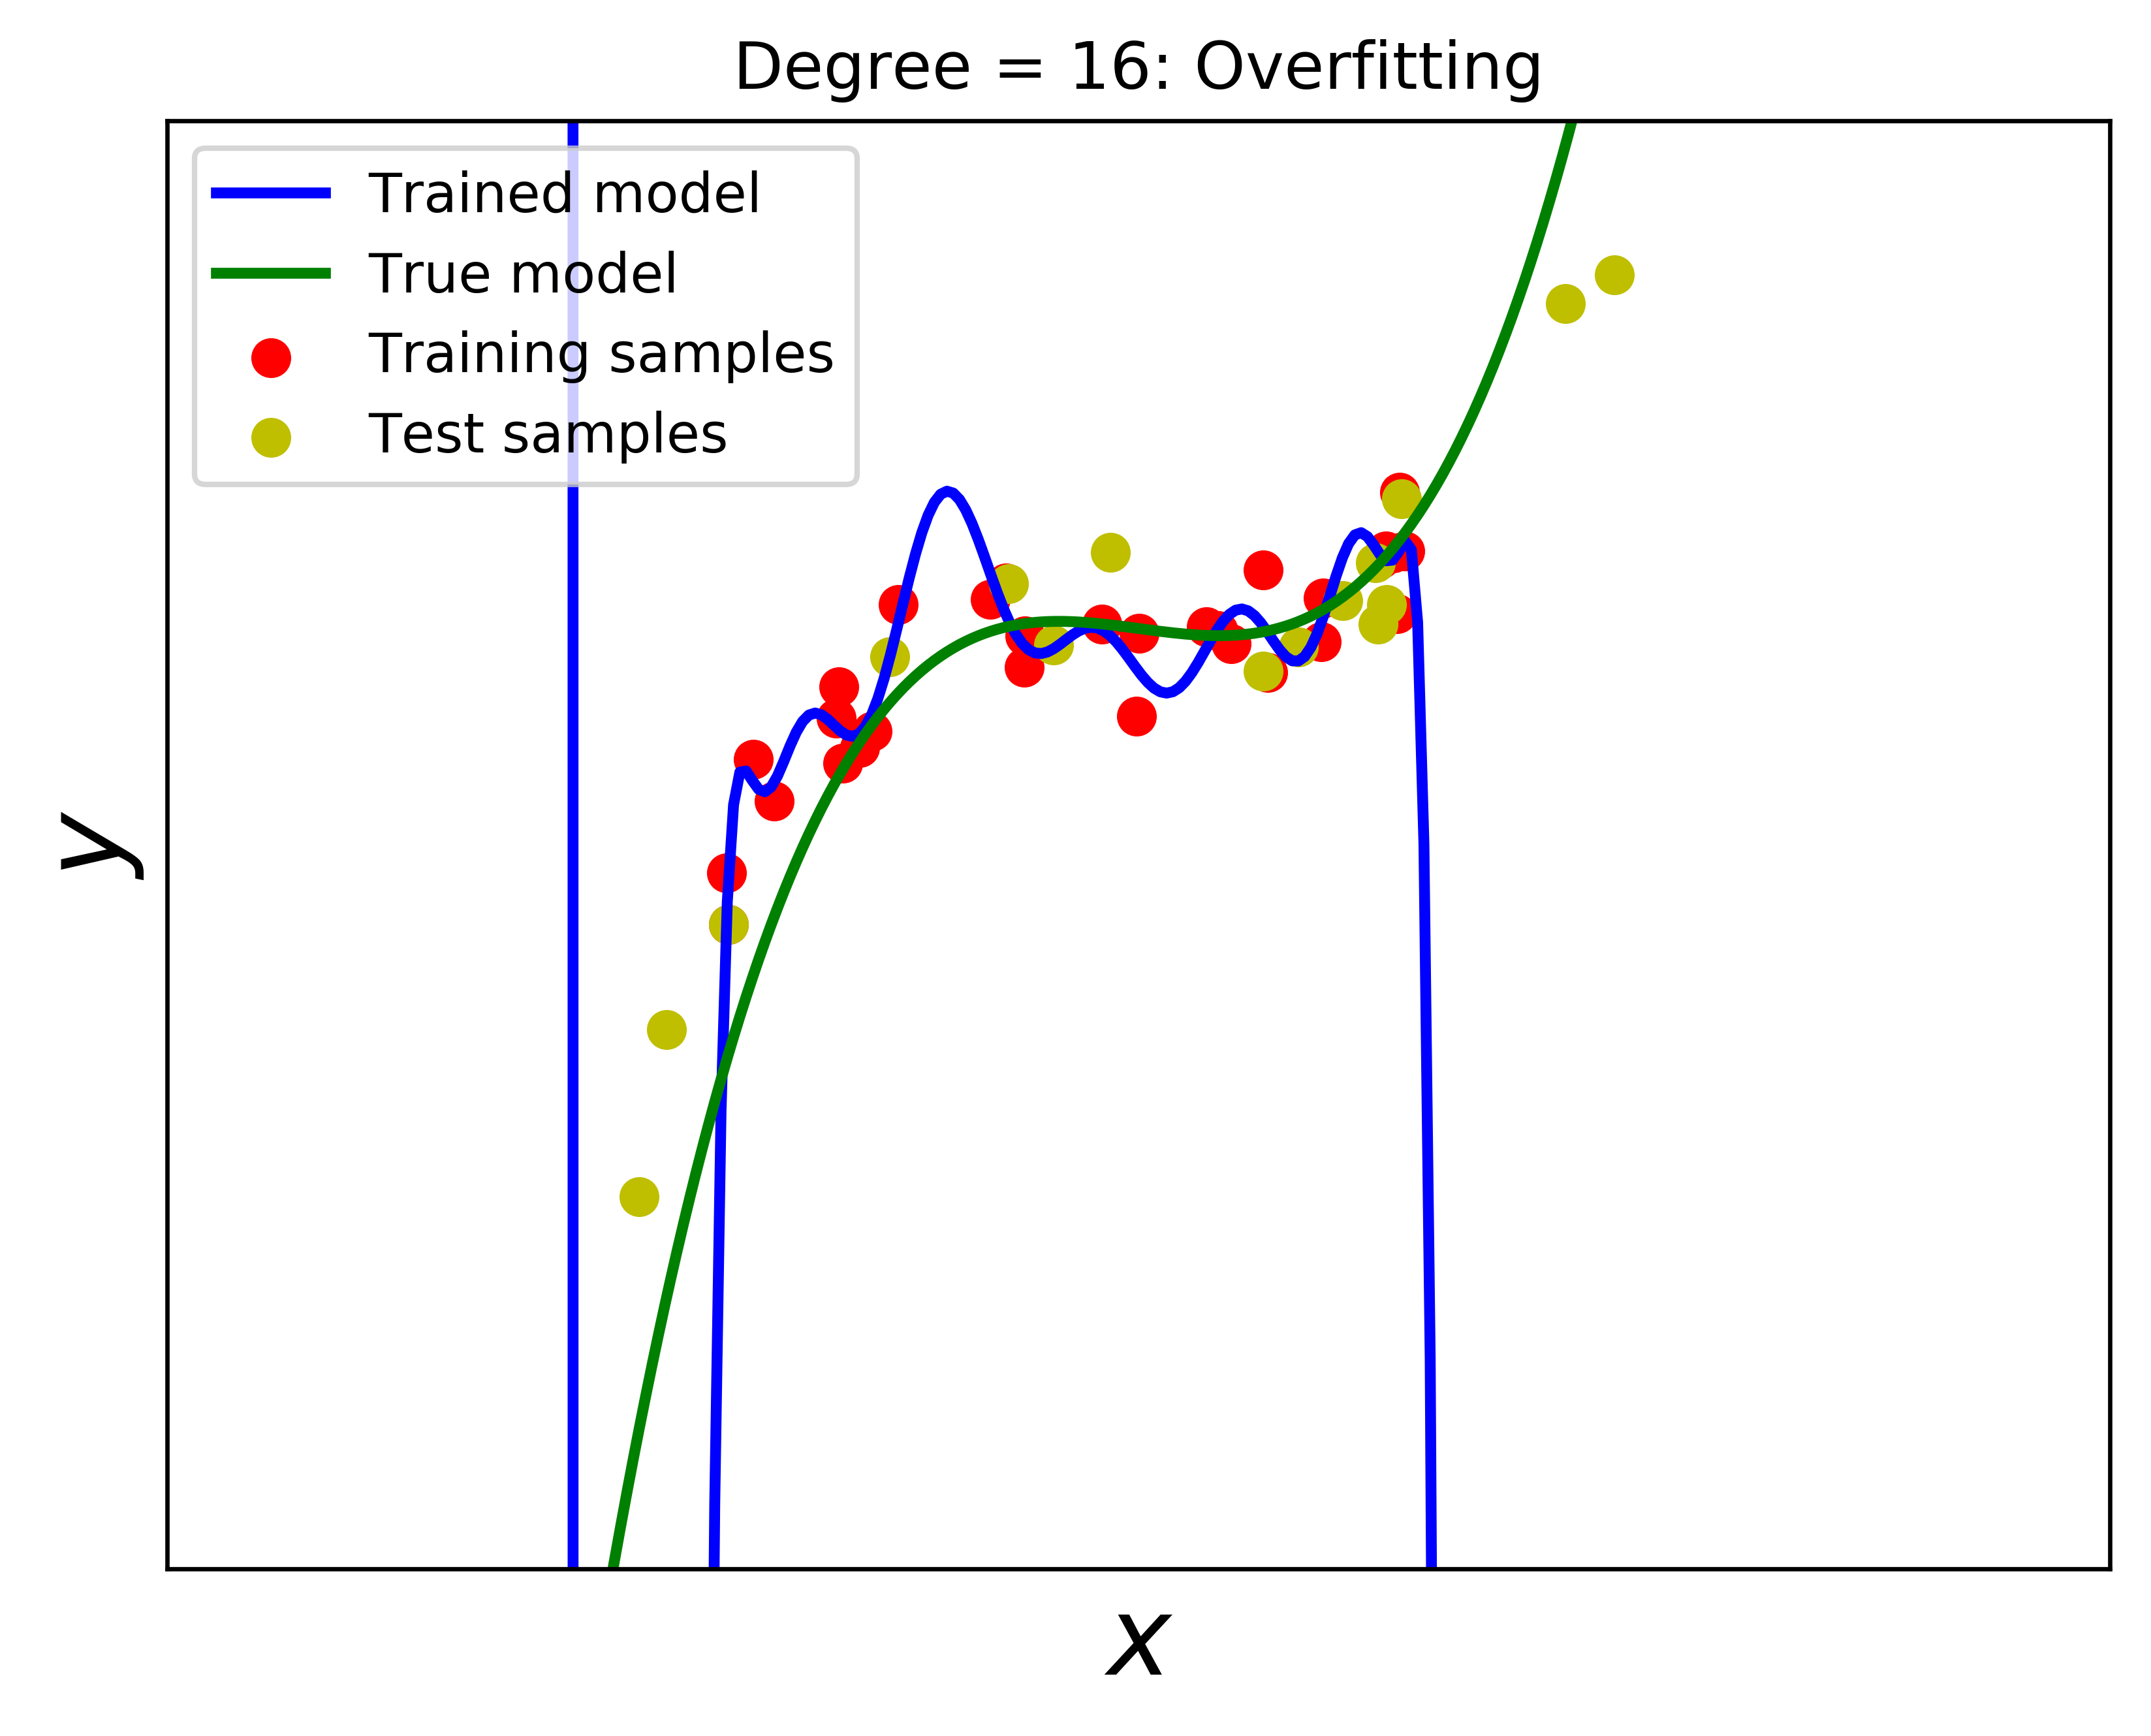 Degree = 16: Overfitting
Trained model
True model
Training samples
Test samples
y
x